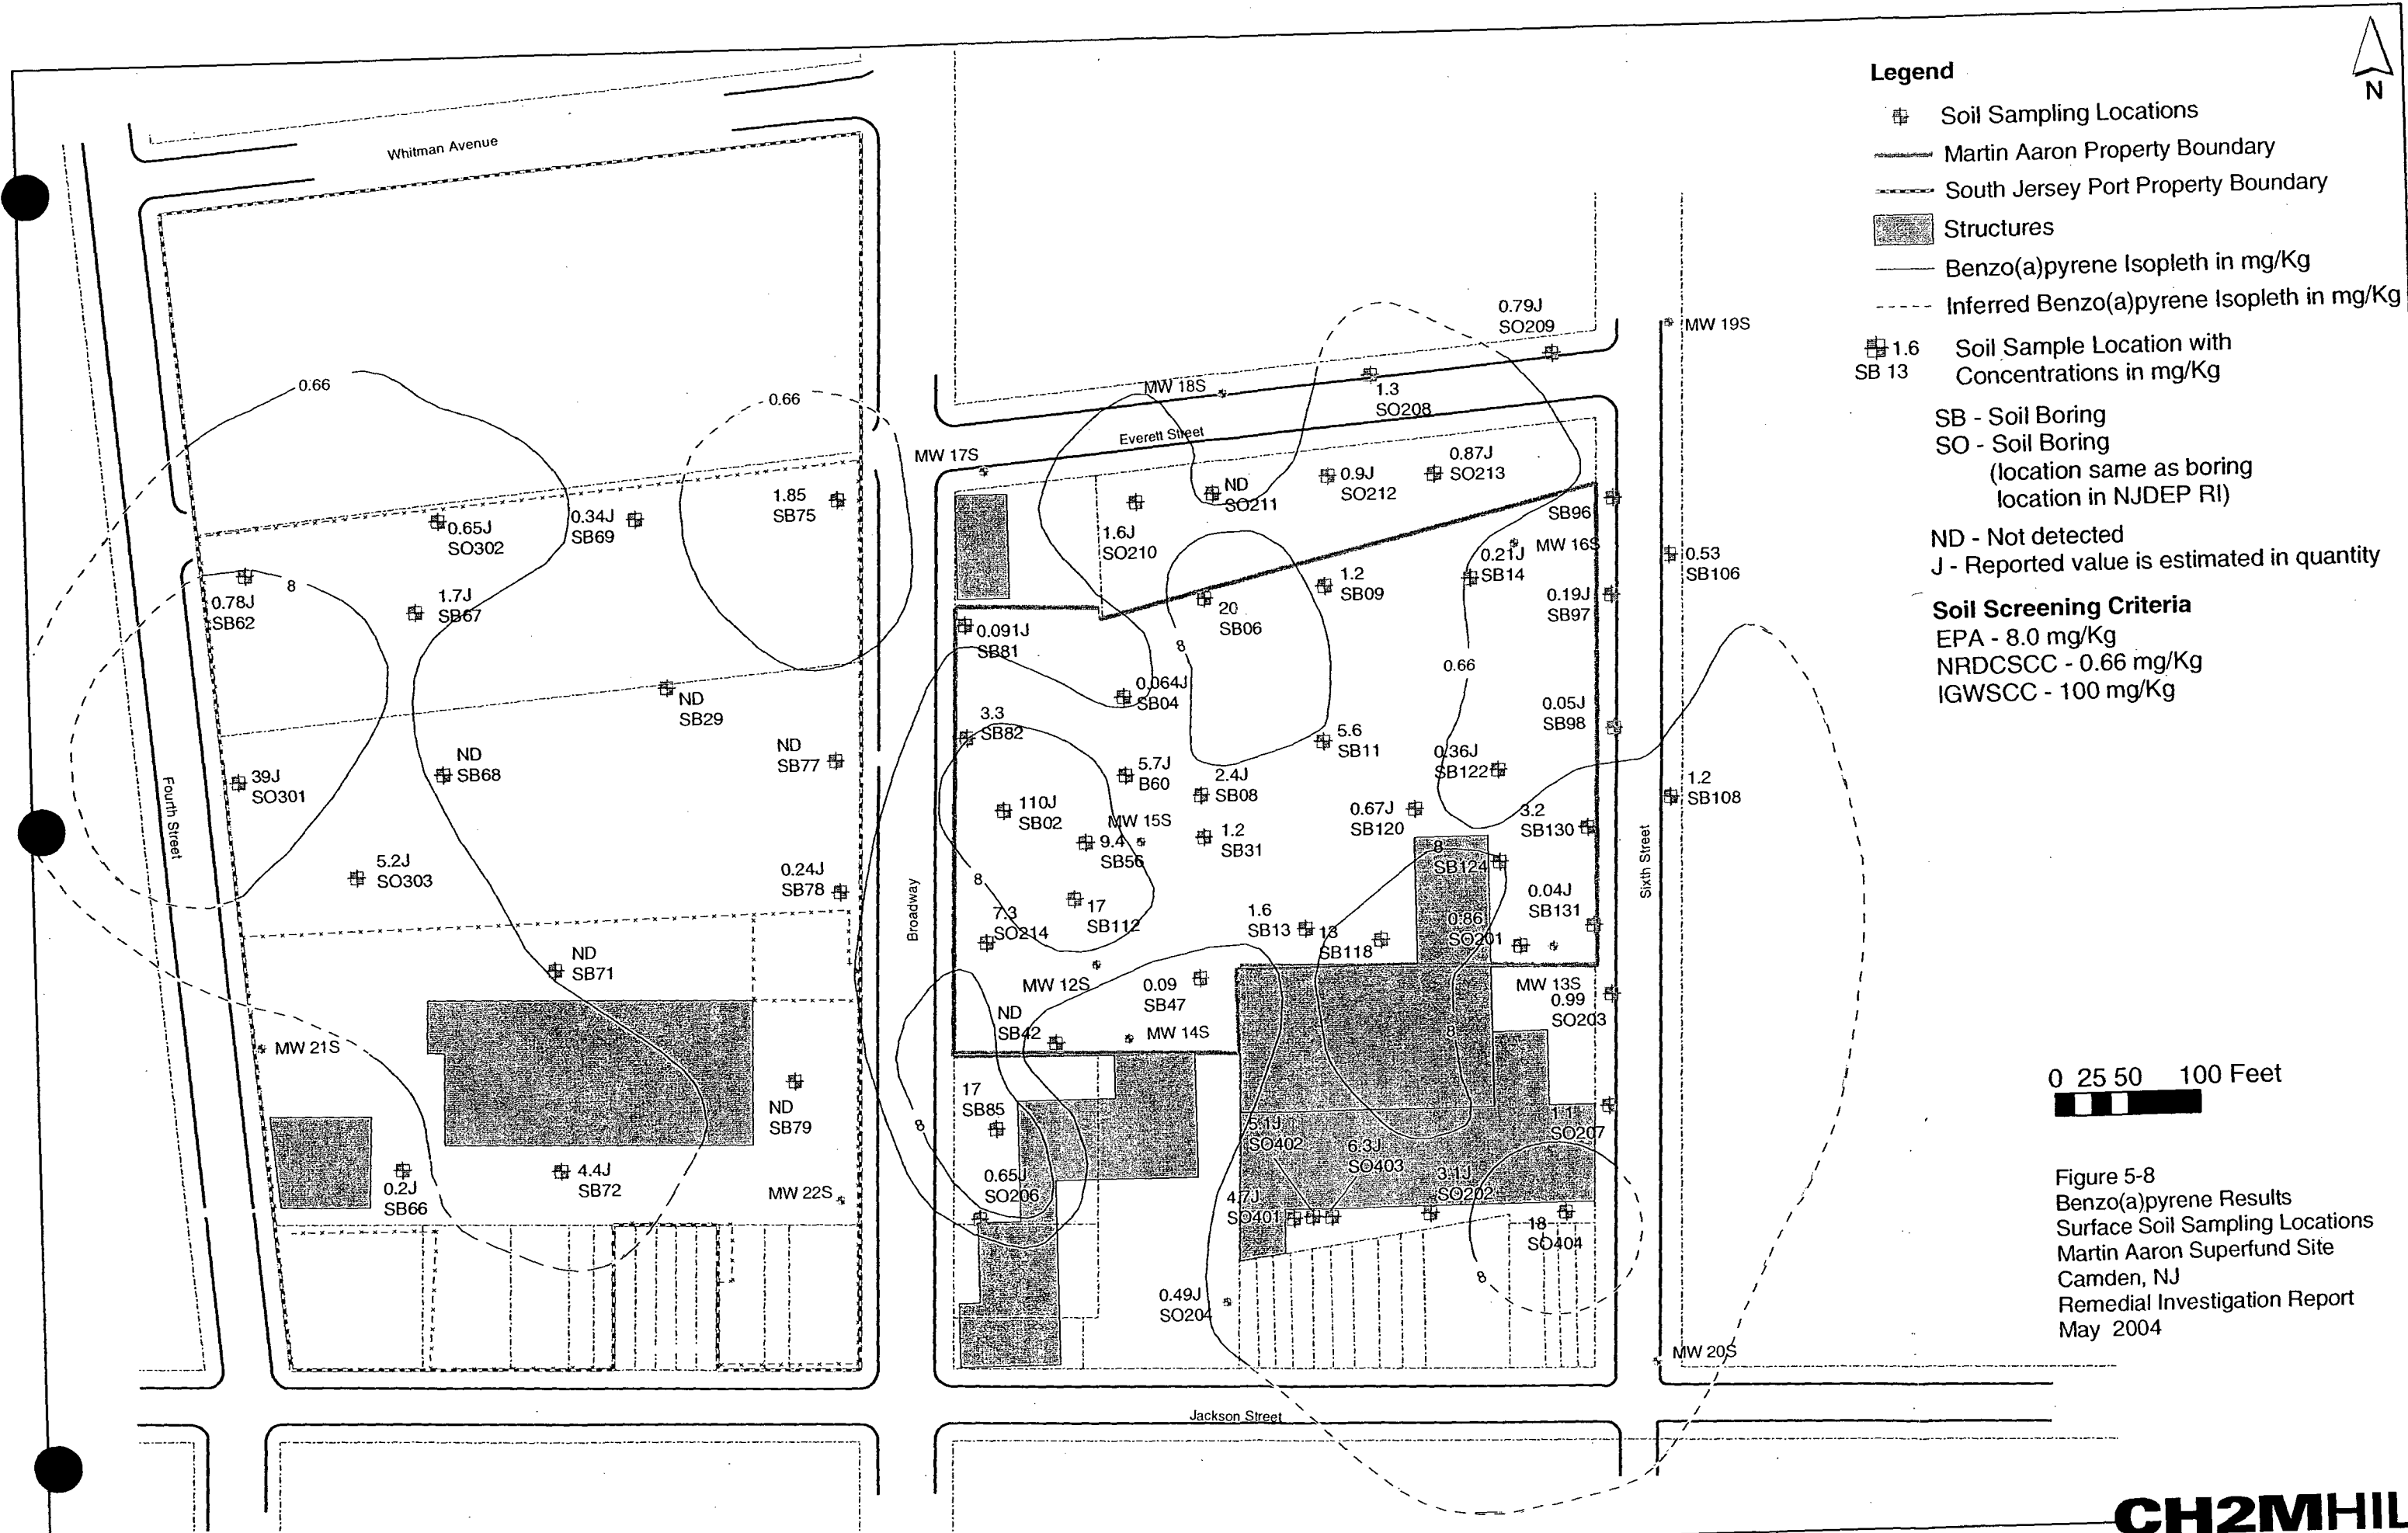 Legend
N
Soil Sampling Locations
Martin Aaron Property Boundary
South Jersey Port Property Boundary
Structures
Benzo(a)pyrene Isopleth in mg/Kg
Inferred Benzo(a)pyrene Isopleth in mg/Kg
1.6
SB 13
Soil Sample Location with
Concentrations in mg/Kg
SB - Soil Boring
SO - Soil Boring
(location same as boring
location in NJDEP RI)
ND - Not detected
J - Reported value is estimated in quantity
Soil Screening Criteria
EPA - 8.0 mg/Kg
NRDCSCC - 0.66 mg/Kg
IGWSCC - 100 mg/Kg
Whitman Avenue
0.66
0.66
0.65J
SO302
0.34J
SB69
1.85
SB75
8
0.78J
SB62
1.7J
SB67
ND
SB29
ND
SB68
ND
SB77
39J
SO301
Fourth Street
5.2J
SO303
0.24J
SB78
ND
SB71
MW 21S
ND
SB79
0.2J
SB66
4.4J
SB72
MW 22S
Broadway
0.79J
SO209
MW 19S
MW 18S
1.3
SO208
Everett Street
MW 17S
0.87J
SO213
0.9J
SO212
ND
SO211
1.6J
SO210
SB96
0.21J
SB14
MW 16S
0.53
SB106
1.2
SB09
0.19J
SB97
20
SB06
0.091J
SB81
8
0.66
0.064J
SB04
3.3
SB82
5.6
SB11
0.05J
SB98
0.36J
SB122
5.7J
B60
2.4J
SB08
1.2
SB108
110J
SB02
MW 15S
0.67J
SB120
3.2
SB130
9.4
SB56
1.2
SB31
8
SB124
Sixth Street
8
17
SB112
0.04J
SB131
7.3
SO214
1.6
SB13
13
SB118
0.86
SO201
MW 12S
0.09
SB47
MW 13S
0.99
SO203
ND
SB42
MW 14S
8
17
SB85
8
5.1J
SO402
6.3J
SO403
1.1
SO207
0.65J
SO206
4.7J
SO401
3.1J
SO202
18
SO404
8
0.49J
SO204
MW 20S
Jackson Street
0 25 50 100 Feet
Figure 5-8
Benzo(a)pyrene Results
Surface Soil Sampling Locations
Martin Aaron Superfund Site
Camden, NJ
Remedial Investigation Report
May 2004
CH2MHIL